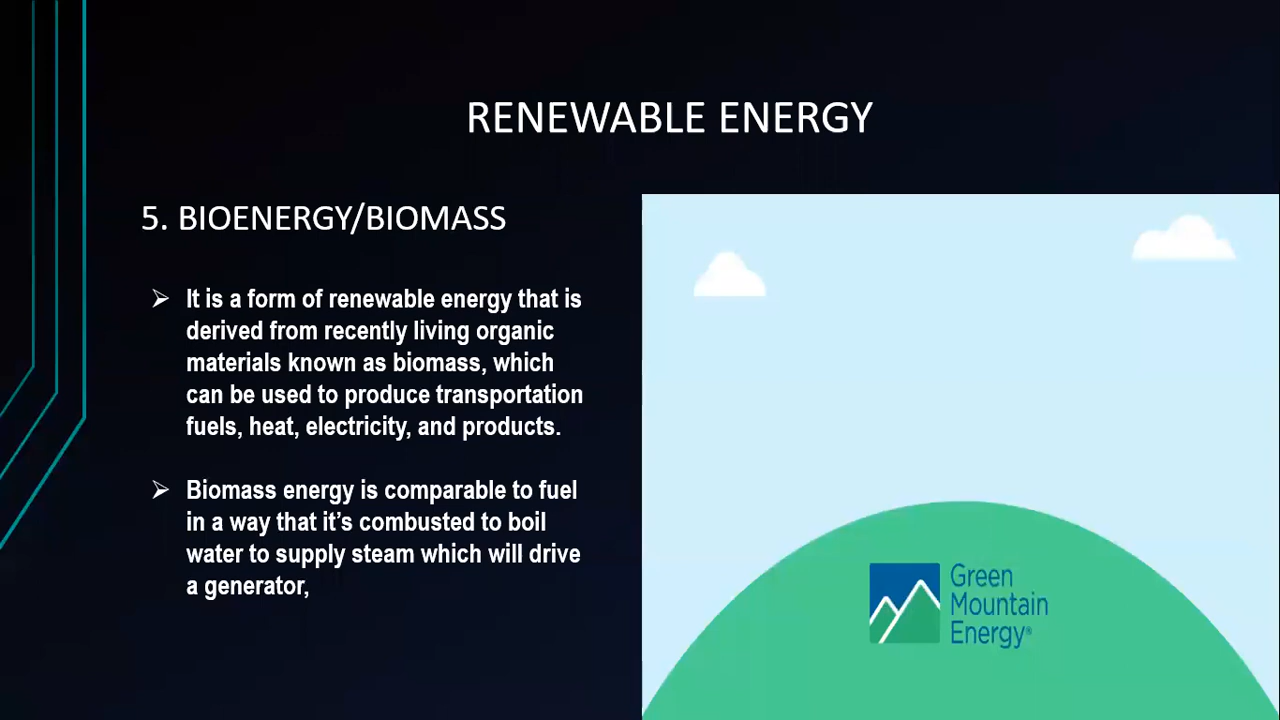 RENEWABLE ENERGY
5. BIOENERGY/BIOMASS
It is a form of renewable energy that is
derived from recently living organic
materials known as biomass, which
can be used to produce transportation
fuels, heat, electricity, and products.
Biomass energy is comparable to fuel
in a way that it’s combusted to boil
water to supply steam which will drive
a generator,
Green
Mountain
Energy®